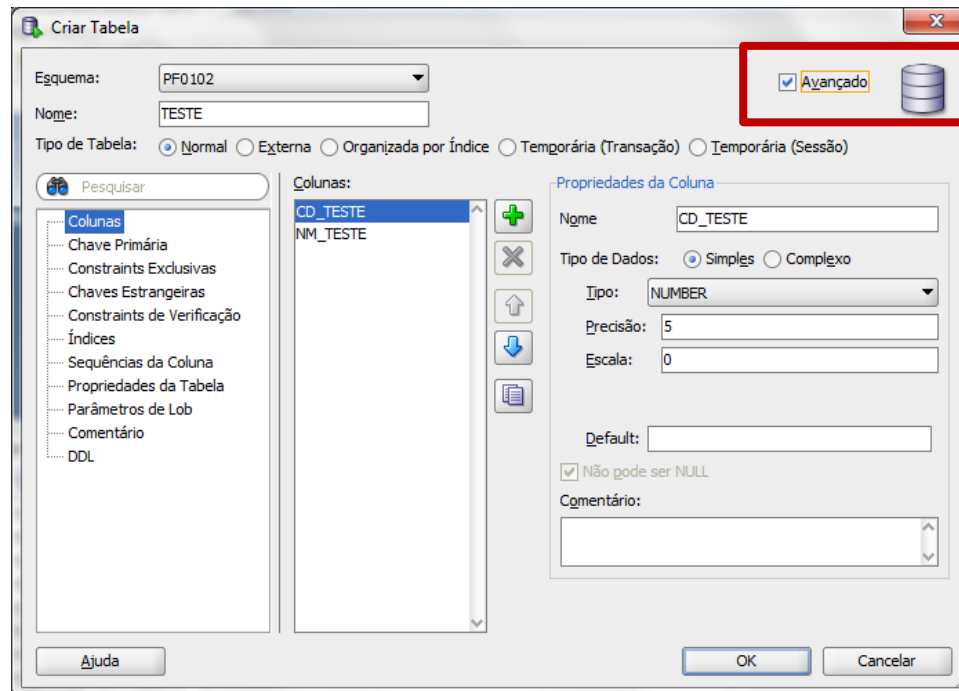 Criar Tabela
x
Esquema: PF0102
Avançado
Nome: TESTE
Tipo de Tabela: Normal Externa Organizada por Índice Temporária (Transação) Temporária (Sessão)
Pesquisar
Colunas
Chave Primária
Constraints Exclusivas
Chaves Estrangeiras
Constraints de Verificação
Índices
Sequências da Coluna
Propriedades da Tabela
Parâmetros de Lob
Comentário
DDL
Colunas:
CD_TESTE
NM_TESTE
Propriedades da Coluna
Nome CD_TESTE
Tipo de Dados: Simples Complexo
Tipo: NUMBER
Precisão: 5
Escala: 0
Default:
Não pode ser NULL
Comentário:
Ajuda
OK
Cancelar